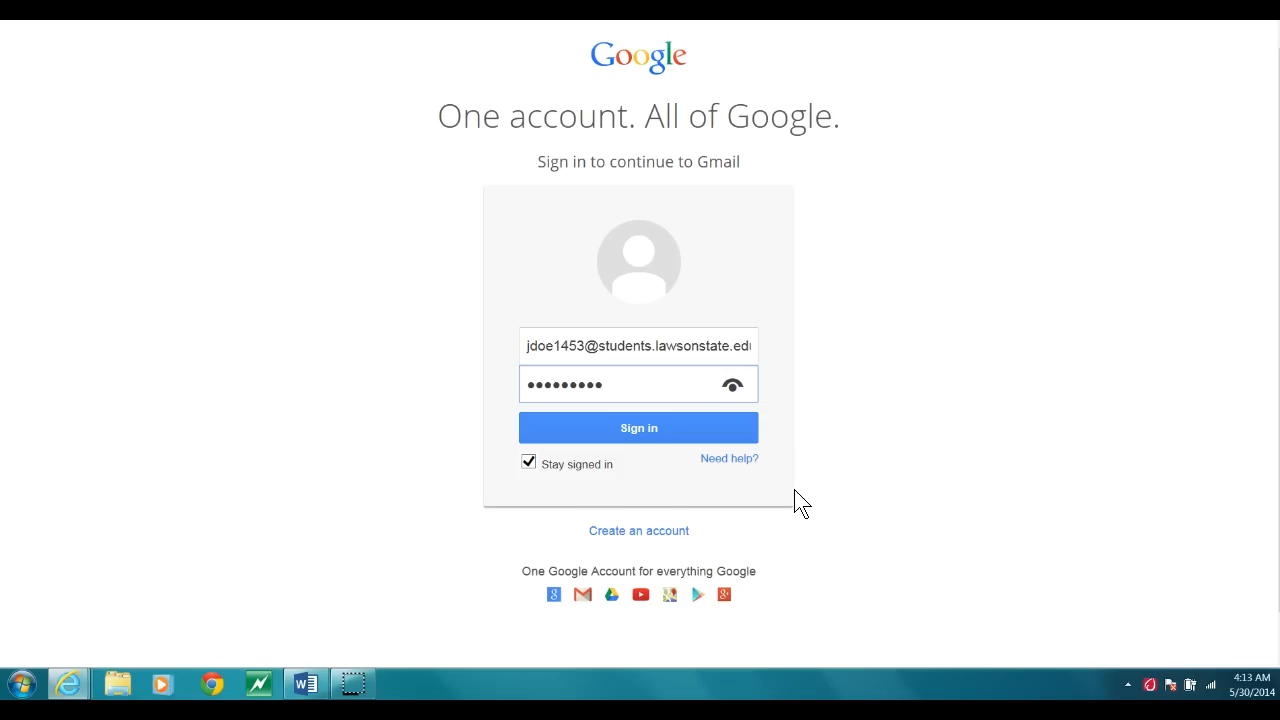 Google
One account. All of Google.
Sign in to continue to Gmail
jdoe1453@students.lawsonstate.edu
Sign in
Stay signed in
Need help?
Create an account
One Google Account for everything Google
4:13 AM
5/30/2014